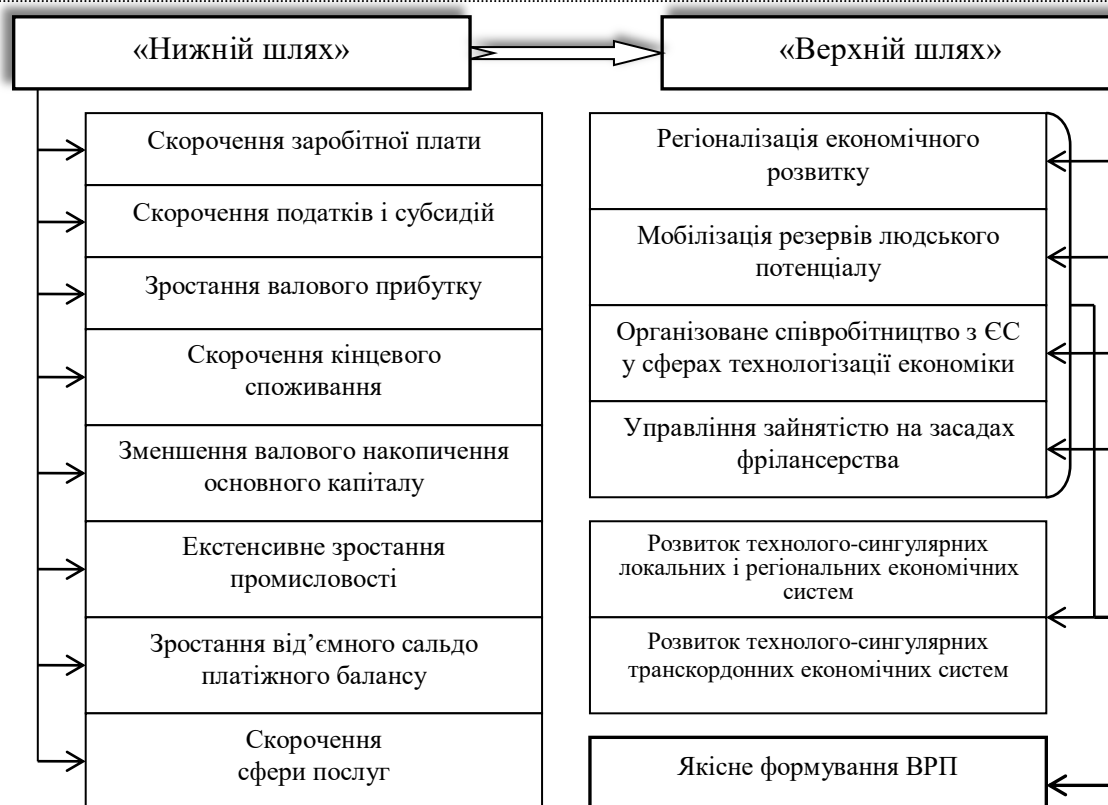 «Нижній шлях»
«Верхній шлях»
Скорочення заробітної плати
Скорочення податків і субсидій
Зростання валового прибутку
Скорочення кінцевого
споживання
Зменшення валового накопичення
основного капіталу
Екстенсивне зростання
промисловості
Зростання від’ємного сальдо
платіжного балансу
Скорочення
сфери послуг
Регіоналізація економічного
розвитку
Мобілізація резервів людського
потенціалу
Організоване співробітництво з ЄС
у сферах технологізації економіки
Управління зайнятістю на засадах
фрілансерства
Розвиток технолого-сингулярних
локальних і регіональних економічних
систем
Розвиток технолого-сингулярних
транскордонних економічних систем
Якісне формування ВРП